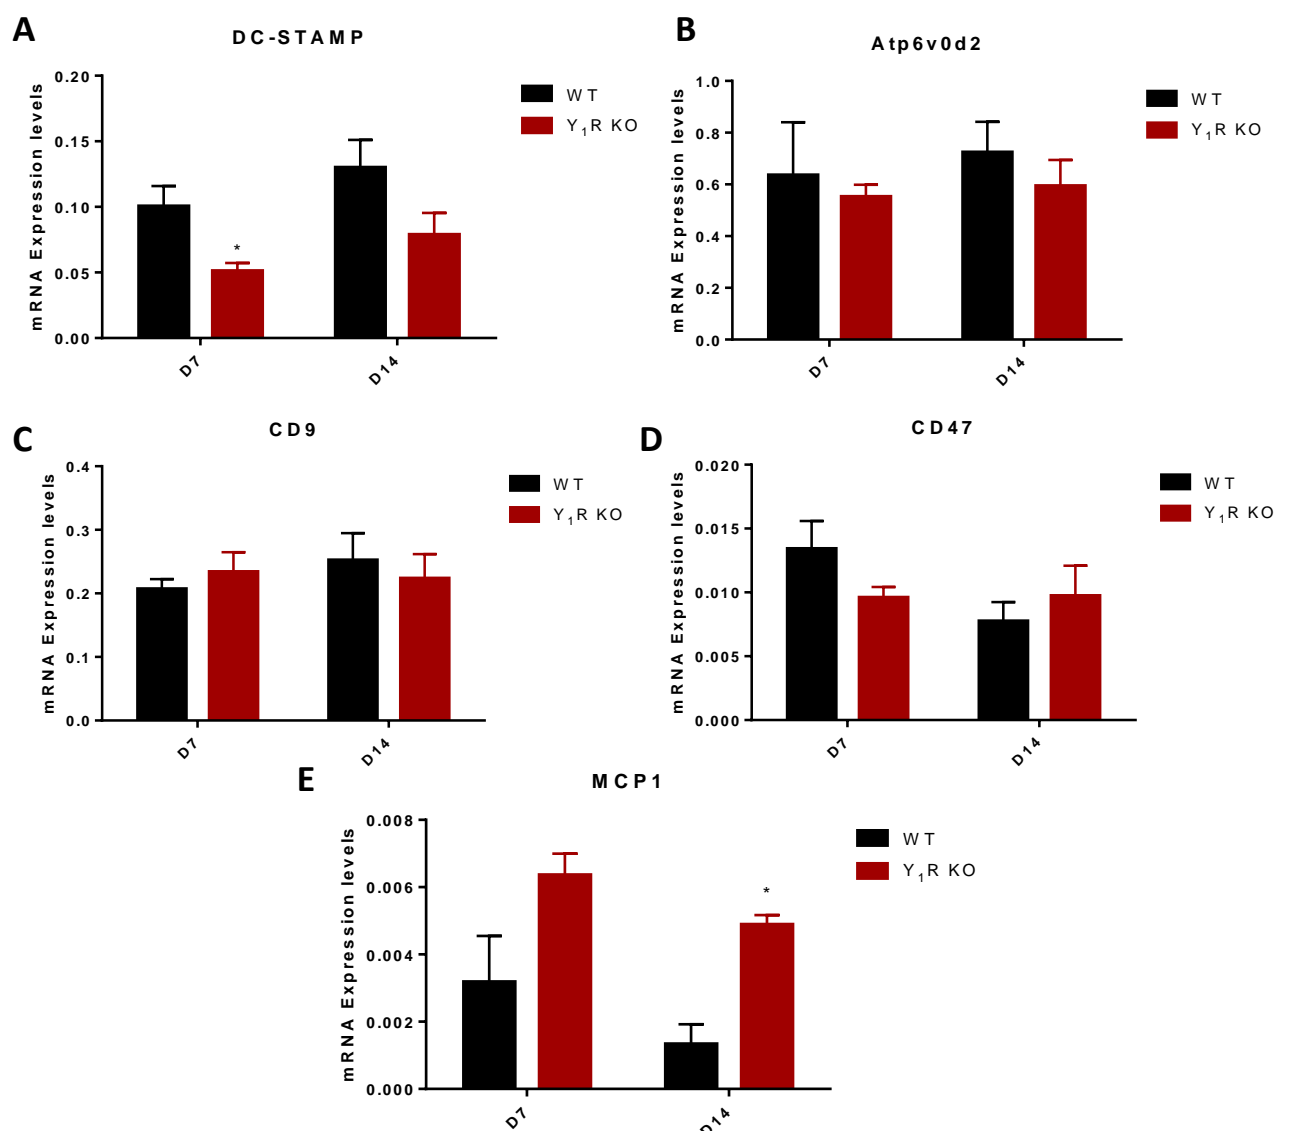 A
DC-STAMP
mRNA Expression levels
0.20
0.15
0.10
0.05
0.00
*
D7
D14
WT
Y₁R KO
B
Atp6v0d2
mRNA Expression levels
1.0
0.8
0.6
0.4
0.2
0.0
D7
D14
WT
Y₁R KO
C
CD9
mRNA Expression levels
0.4
0.3
0.2
0.1
0.0
D7
D14
WT
Y₁R KO
D
CD47
mRNA Expression levels
0.020
0.015
0.010
0.005
0.000
D7
D14
WT
Y₁R KO
E
MCP1
mRNA Expression levels
0.008
0.006
0.004
0.002
0.000
*
D7
D14
WT
Y₁R KO